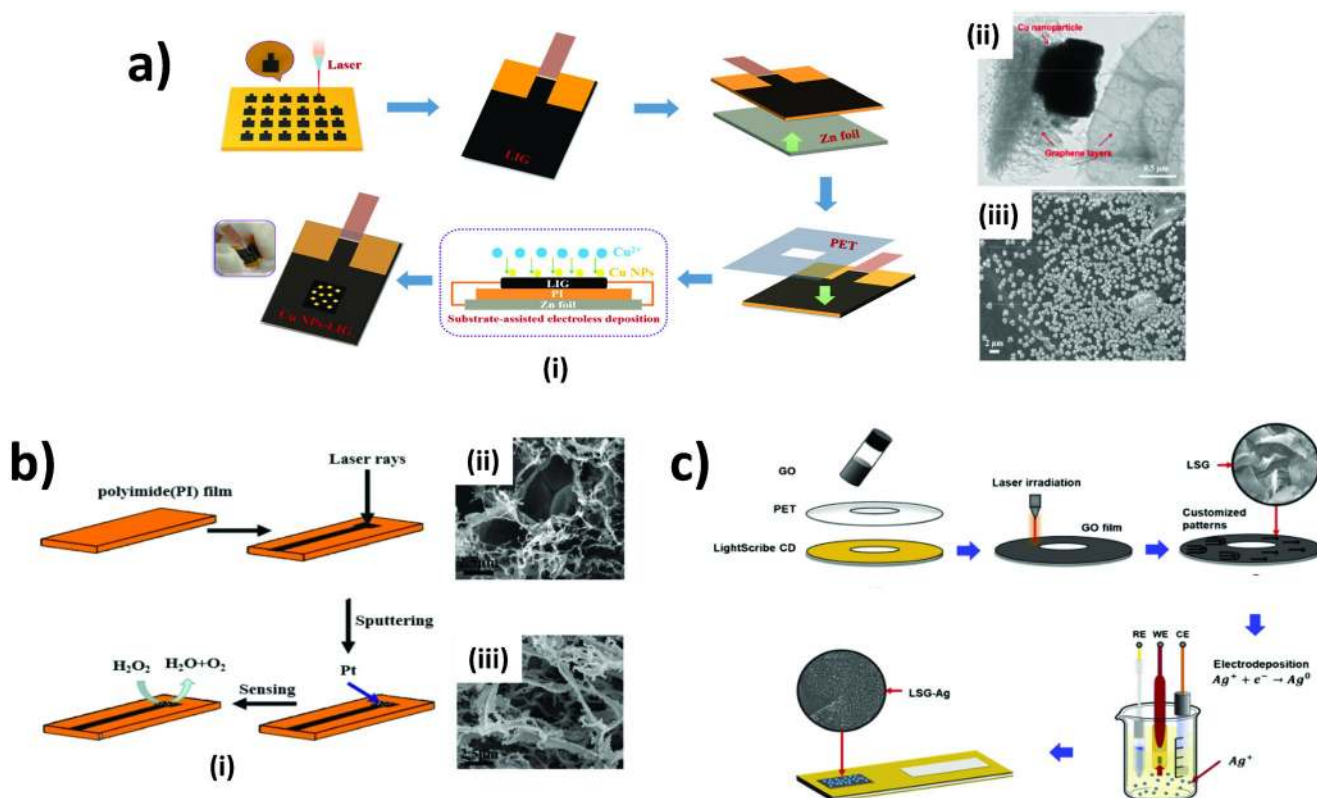 a)
Laser
LIG
Zn foil
PET
Cu²⁺
Cu NPs
LIG
PI
Zn foil
Substrate-assisted electroless deposition
Cu NPs-LIG
(i)
(ii)
Cu nanoparticle
Graphene layers
0.5 μm
(iii)
2 μm
b)
polyimide(PI) film
Laser rays
Sputtering
Pt
Sensing
H₂O₂
H₂O+O₂
(i)
(ii)
(iii)
c)
GO
PET
LightScribe CD
Laser irradiation
GO film
LSG
Customized
patterns
RE WE CE
Electrodeposition
Ag⁺ + e⁻ → Ag⁰
Ag⁺
LSG-Ag